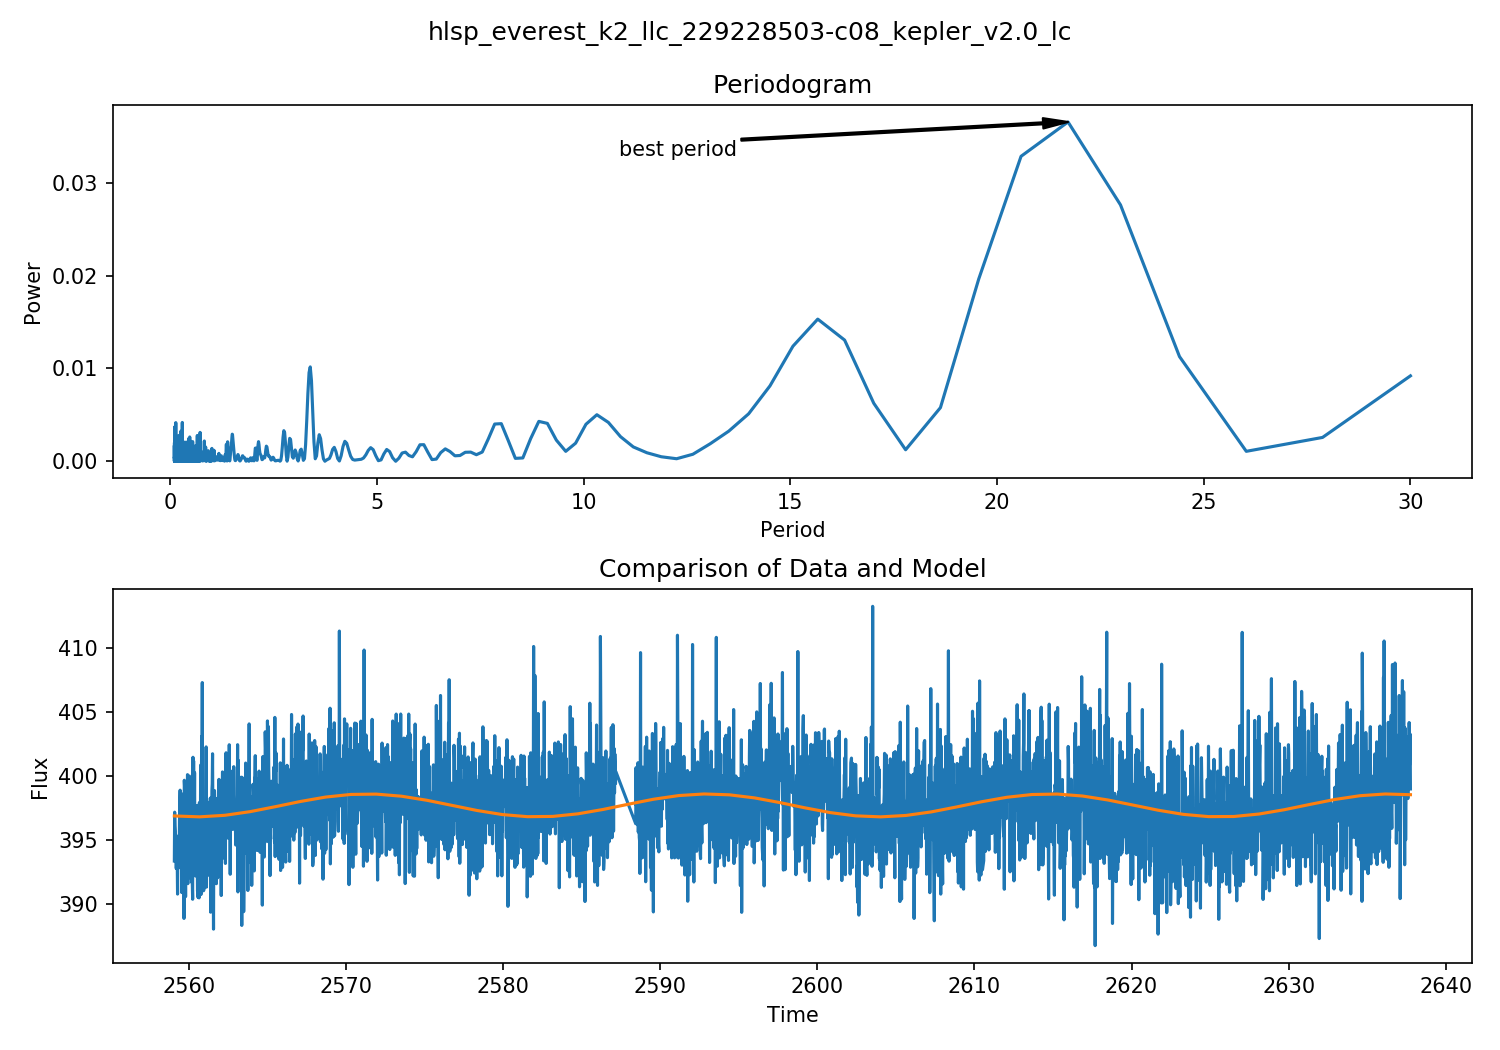 hlsp_everest_k2_llc_229228503-c08_kepler_v2.0_lc
Periodogram
best period
Power
0.03
0.02
0.01
0.00
0 5 10 15 20 25 30
Period
Comparison of Data and Model
Flux
410
405
400
395
390
2560 2570 2580 2590 2600 2610 2620 2630 2640
Time